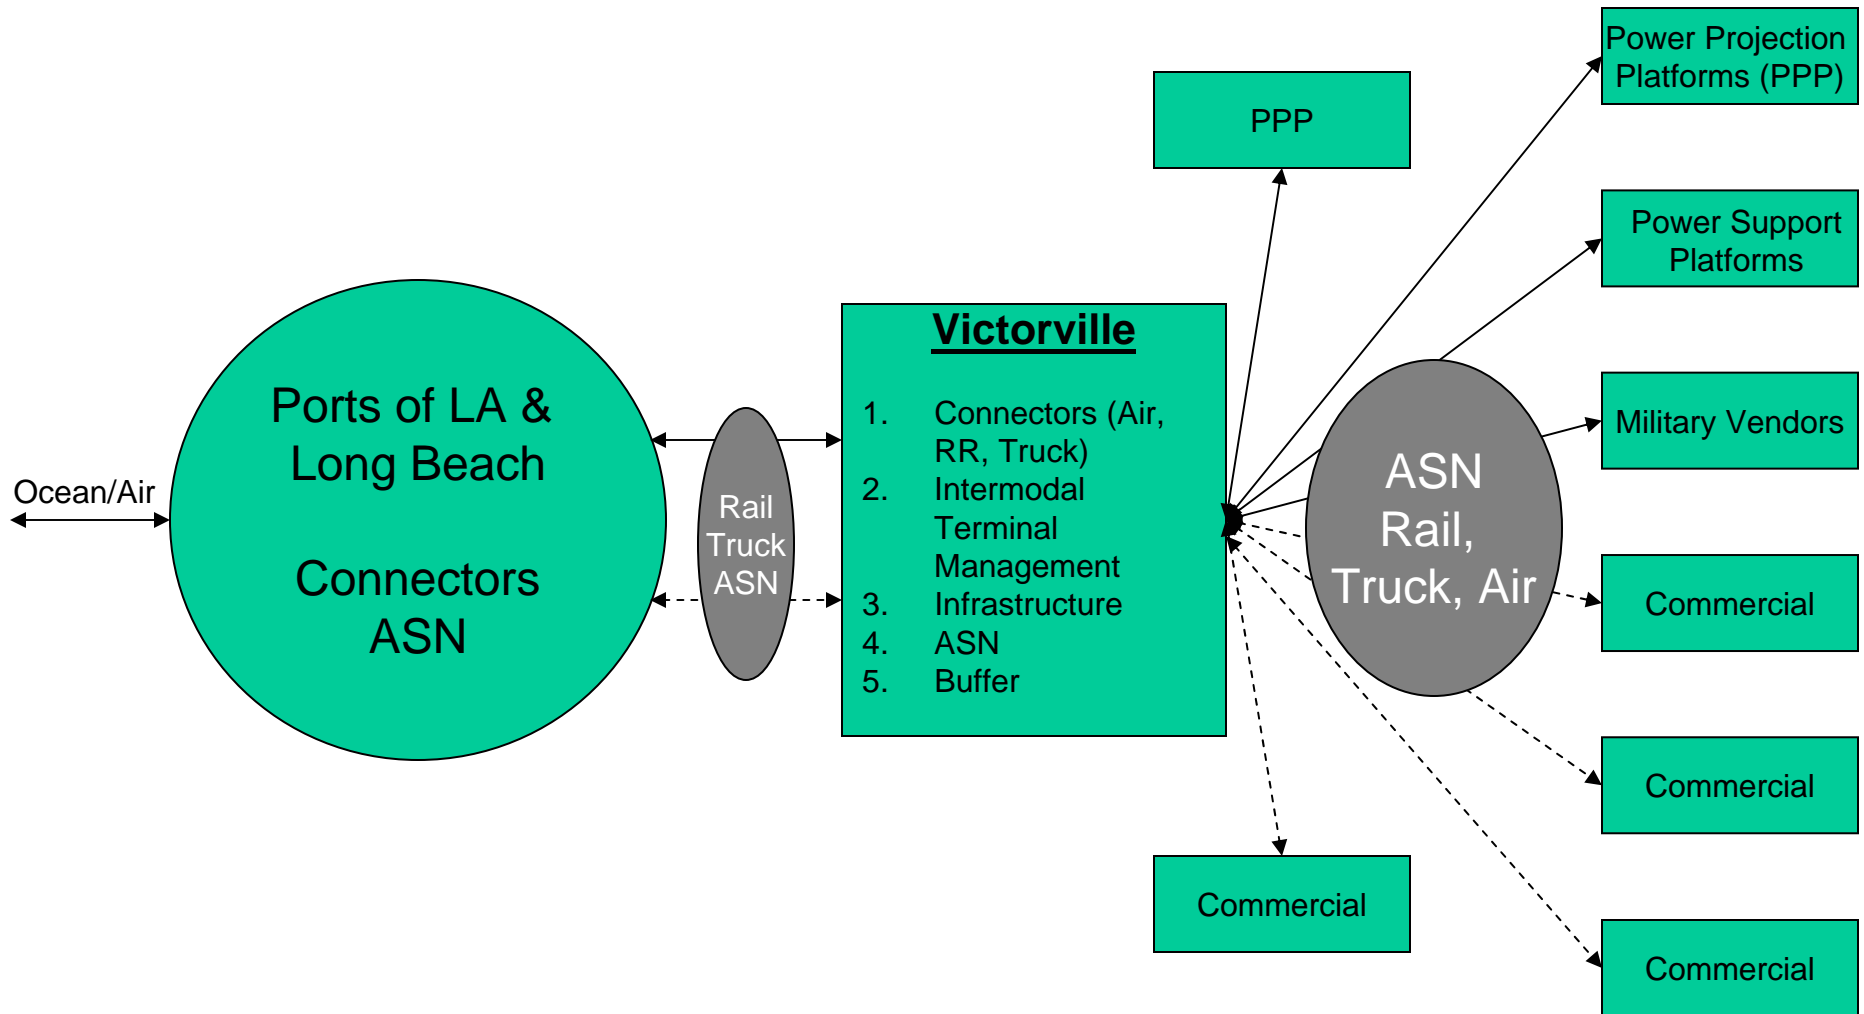 Ocean/Air
Ports of LA &
Long Beach
Connectors
ASN
Rail
Truck
ASN
Victorville
1. Connectors (Air,
RR, Truck)
2. Intermodal
Terminal
Management
3. Infrastructure
4. ASN
5. Buffer
PPP
Commercial
ASN
Rail,
Truck, Air
Power Projection
Platforms (PPP)
Power Support
Platforms
Military Vendors
Commercial
Commercial
Commercial